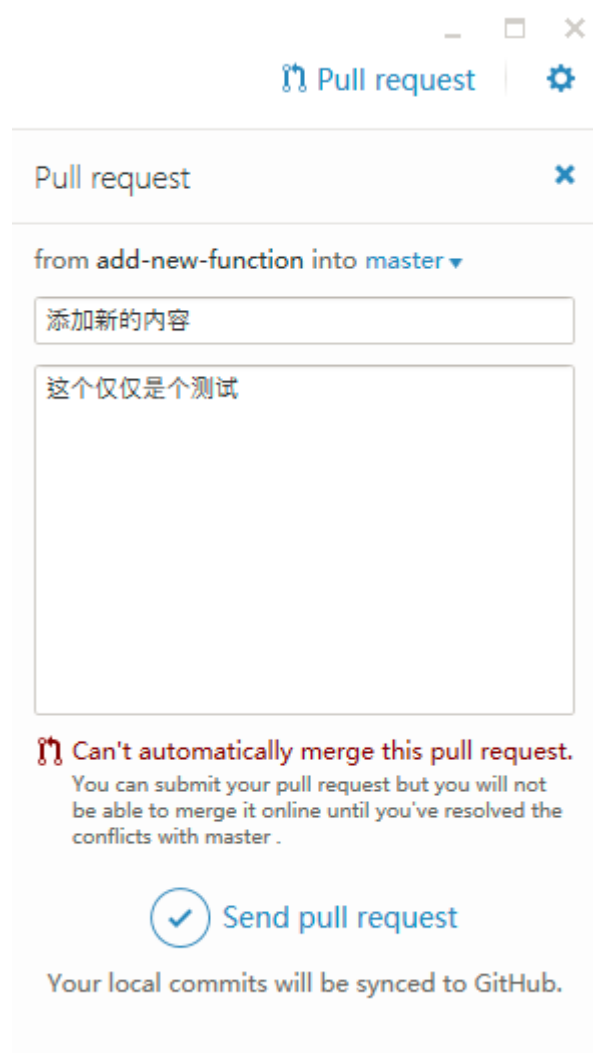 Pull request
Pull request
from add-new-function into master
添加新的内容
这个仅仅是个测试
Can't automatically merge this pull request.
You can submit your pull request but you will not
be able to merge it online until you've resolved the
conflicts with master .
Send pull request
Your local commits will be synced to GitHub.